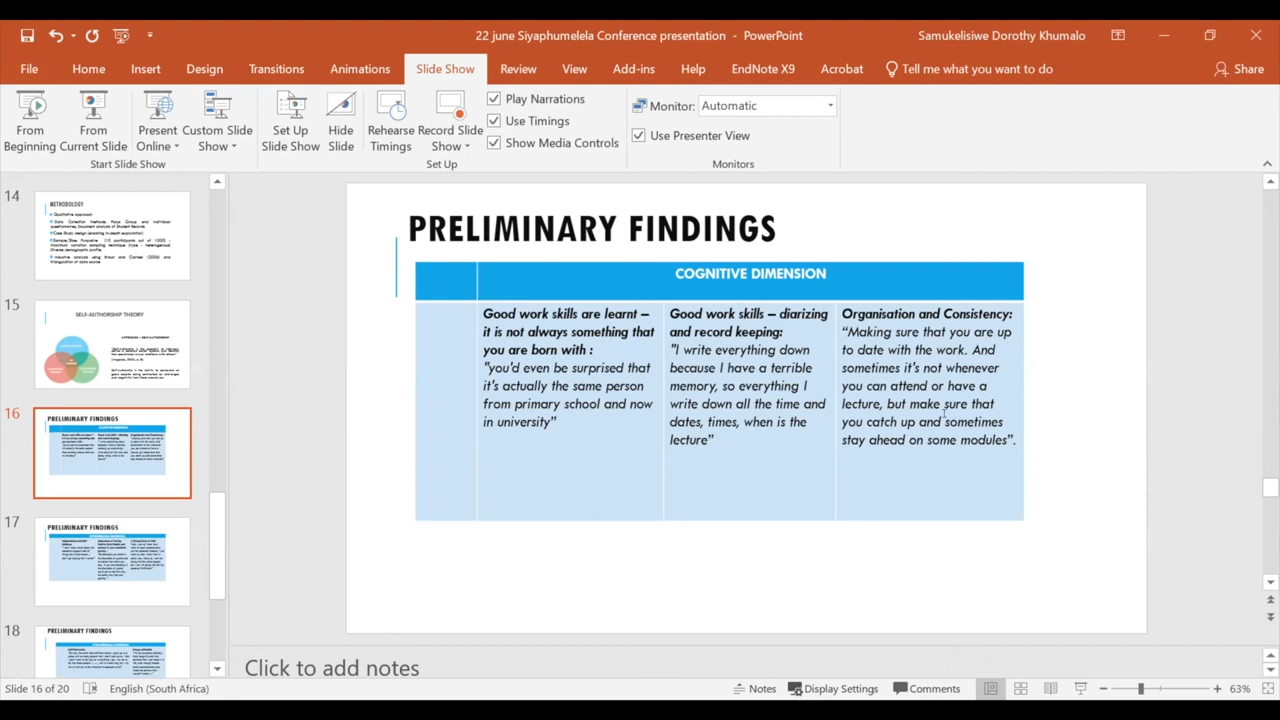 22 june Siyaphumelela Conference presentation - PowerPoint
Samukelisiwe Dorothy Khumalo
File Home Insert Design Transitions Animations Slide Show Review View Add-ins Help EndNote X9 Acrobat Tell me what you want to do Share
From Beginning
From Current Slide
Present Online
Custom Slide Show
Start Slide Show
Set Up Slide Show
Hide Slide
Rehearse Timings
Record Slide Show
Play Narrations
Use Timings
Show Media Controls
Set Up
Monitor: Automatic
Use Presenter View
Monitors
14
METHODOLOGY
15
SELF-AUTHORSHIP THEORY
16
PRELIMINARY FINDINGS
17
PRELIMINARY FINDINGS
18
PRELIMINARY FINDINGS
PRELIMINARY FINDINGS
COGNITIVE DIMENSION
Good work skills are learnt –
it is not always something that
you are born with :
"you'd even be surprised that
it's actually the same person
from primary school and now
in university"
Good work skills – diarizing
and record keeping:
"I write everything down
because I have a terrible
memory, so everything I
write down all the time and
dates, times, when is the
lecture"
Organisation and Consistency:
"Making sure that you are up
to date with the work. And
sometimes it's not whenever
you can attend or have a
lecture, but make sure that
you catch up and sometimes
stay ahead on some modules".
Click to add notes
Slide 16 of 20 English (South Africa) Notes Display Settings Comments 63%